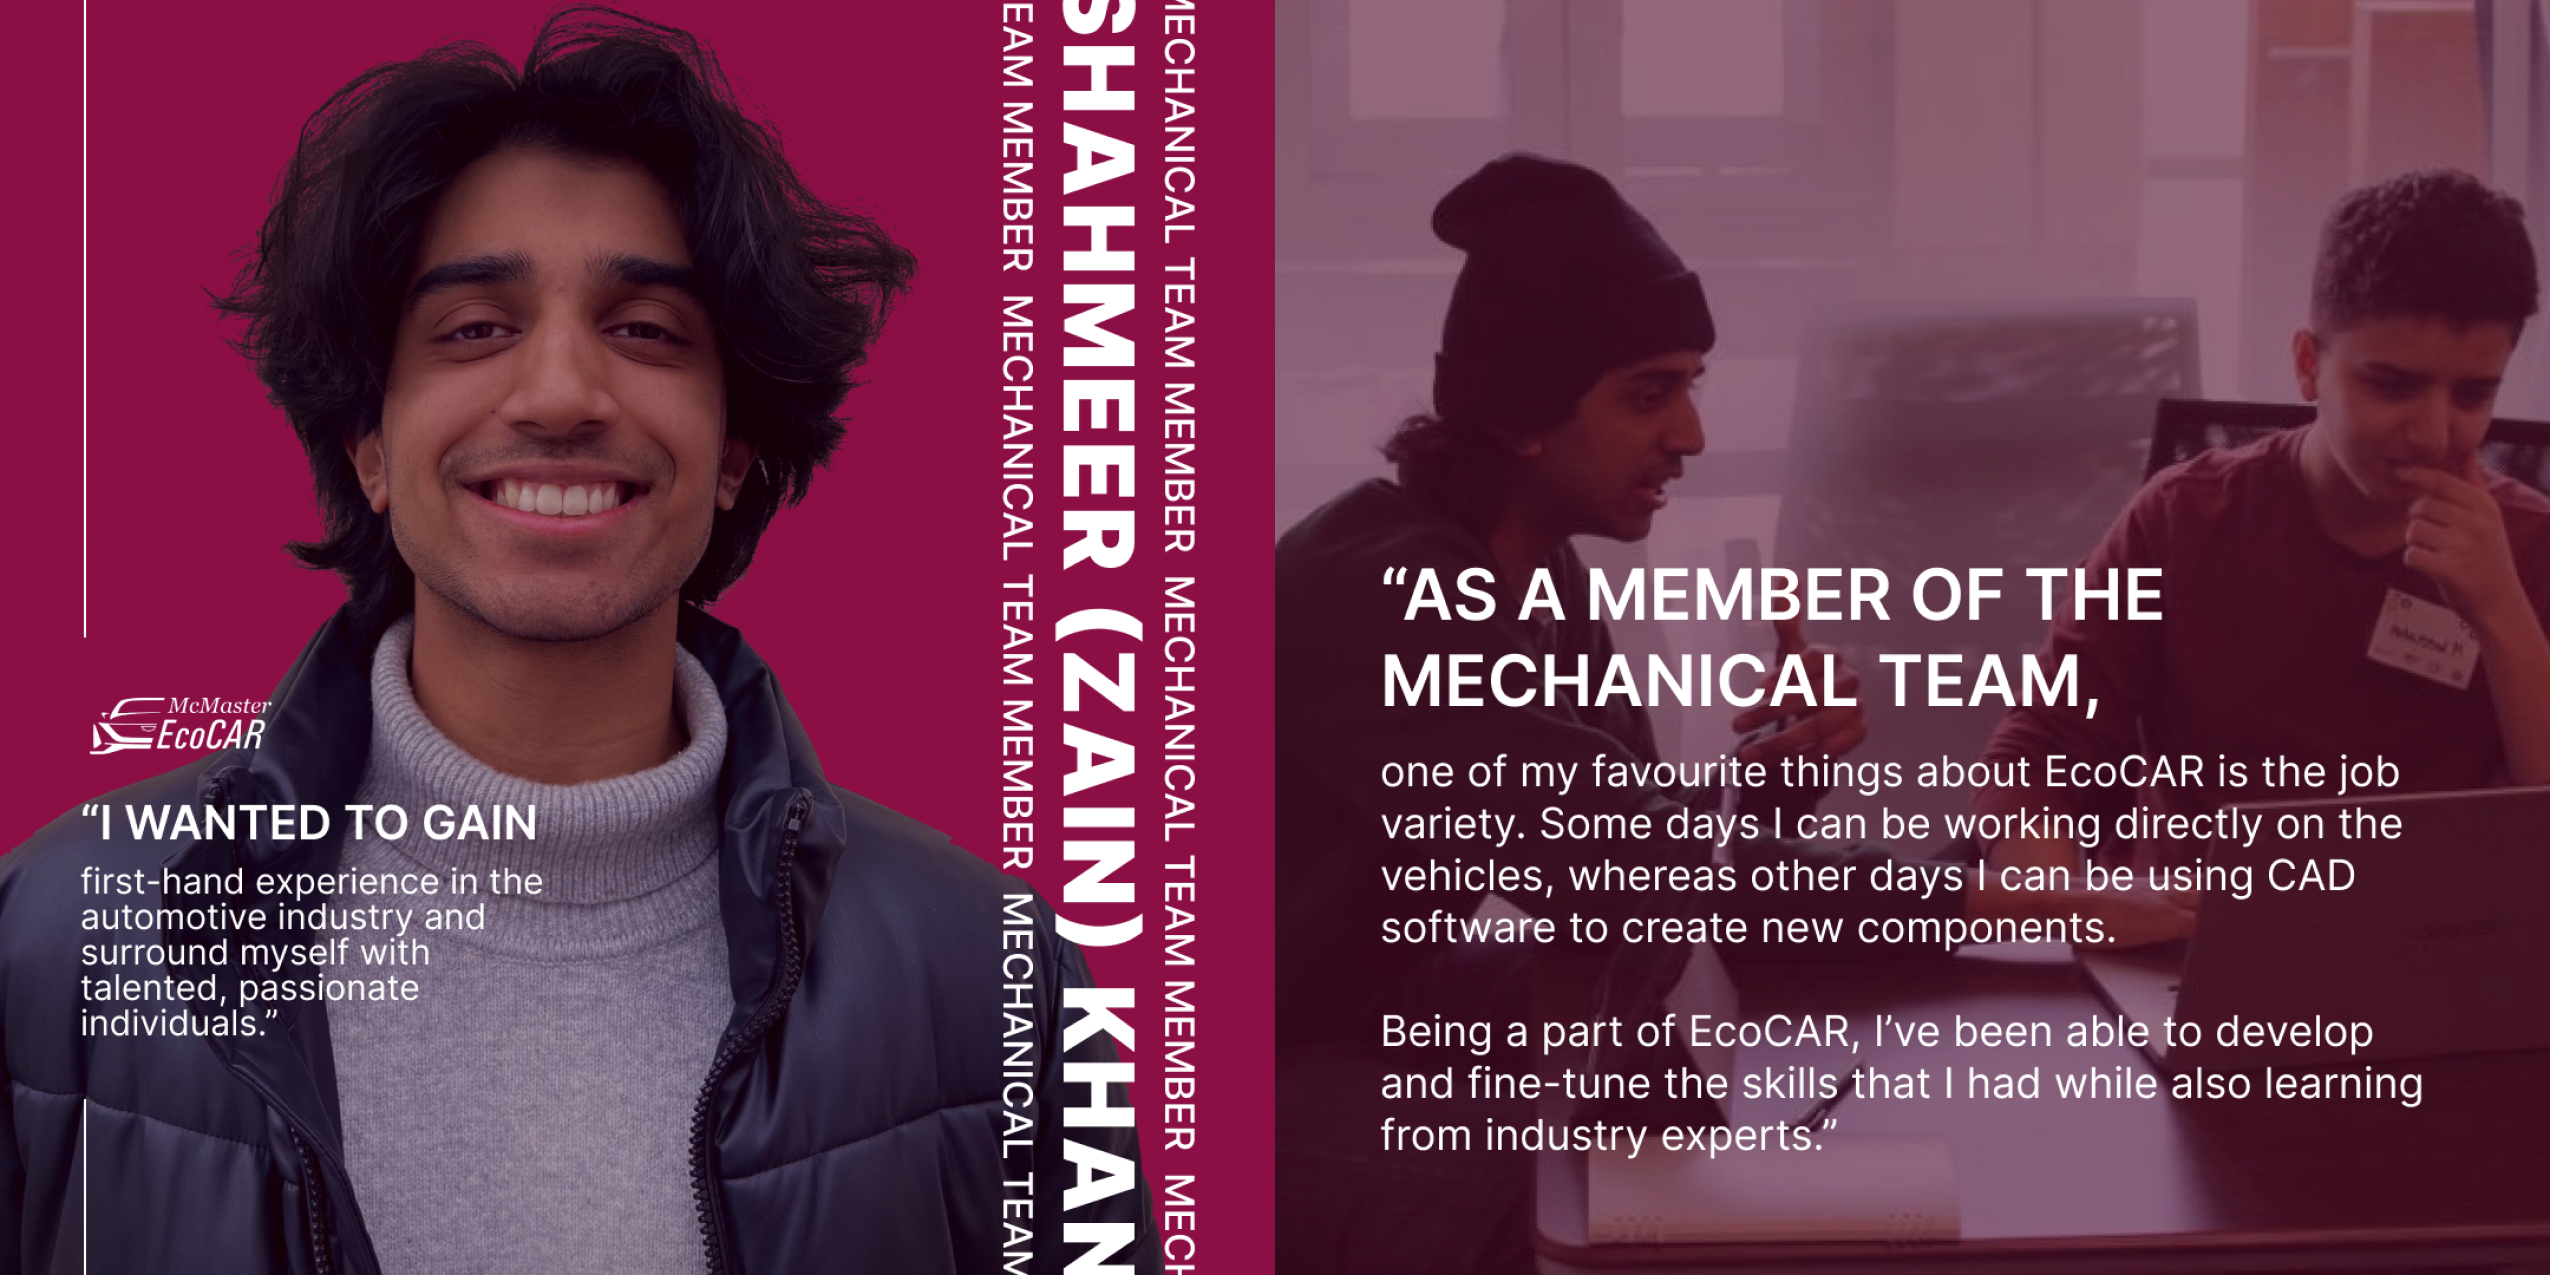 McMaster
EcoCAR
“I WANTED TO GAIN
first-hand experience in the
automotive industry and
surround myself with
talented, passionate
individuals.”
EAM MEMBER MECHANICAL TEAM MEMBER MECHANICAL TEAM
SHAHMEER (ZAIN) KHAN
MECHANICAL TEAM MEMBER MECHANICAL TEAM MEMBER MECH
“AS A MEMBER OF THE
MECHANICAL TEAM,
one of my favourite things about EcoCAR is the job
variety. Some days I can be working directly on the
vehicles, whereas other days I can be using CAD
software to create new components.
Being a part of EcoCAR, I’ve been able to develop
and fine-tune the skills that I had while also learning
from industry experts.”